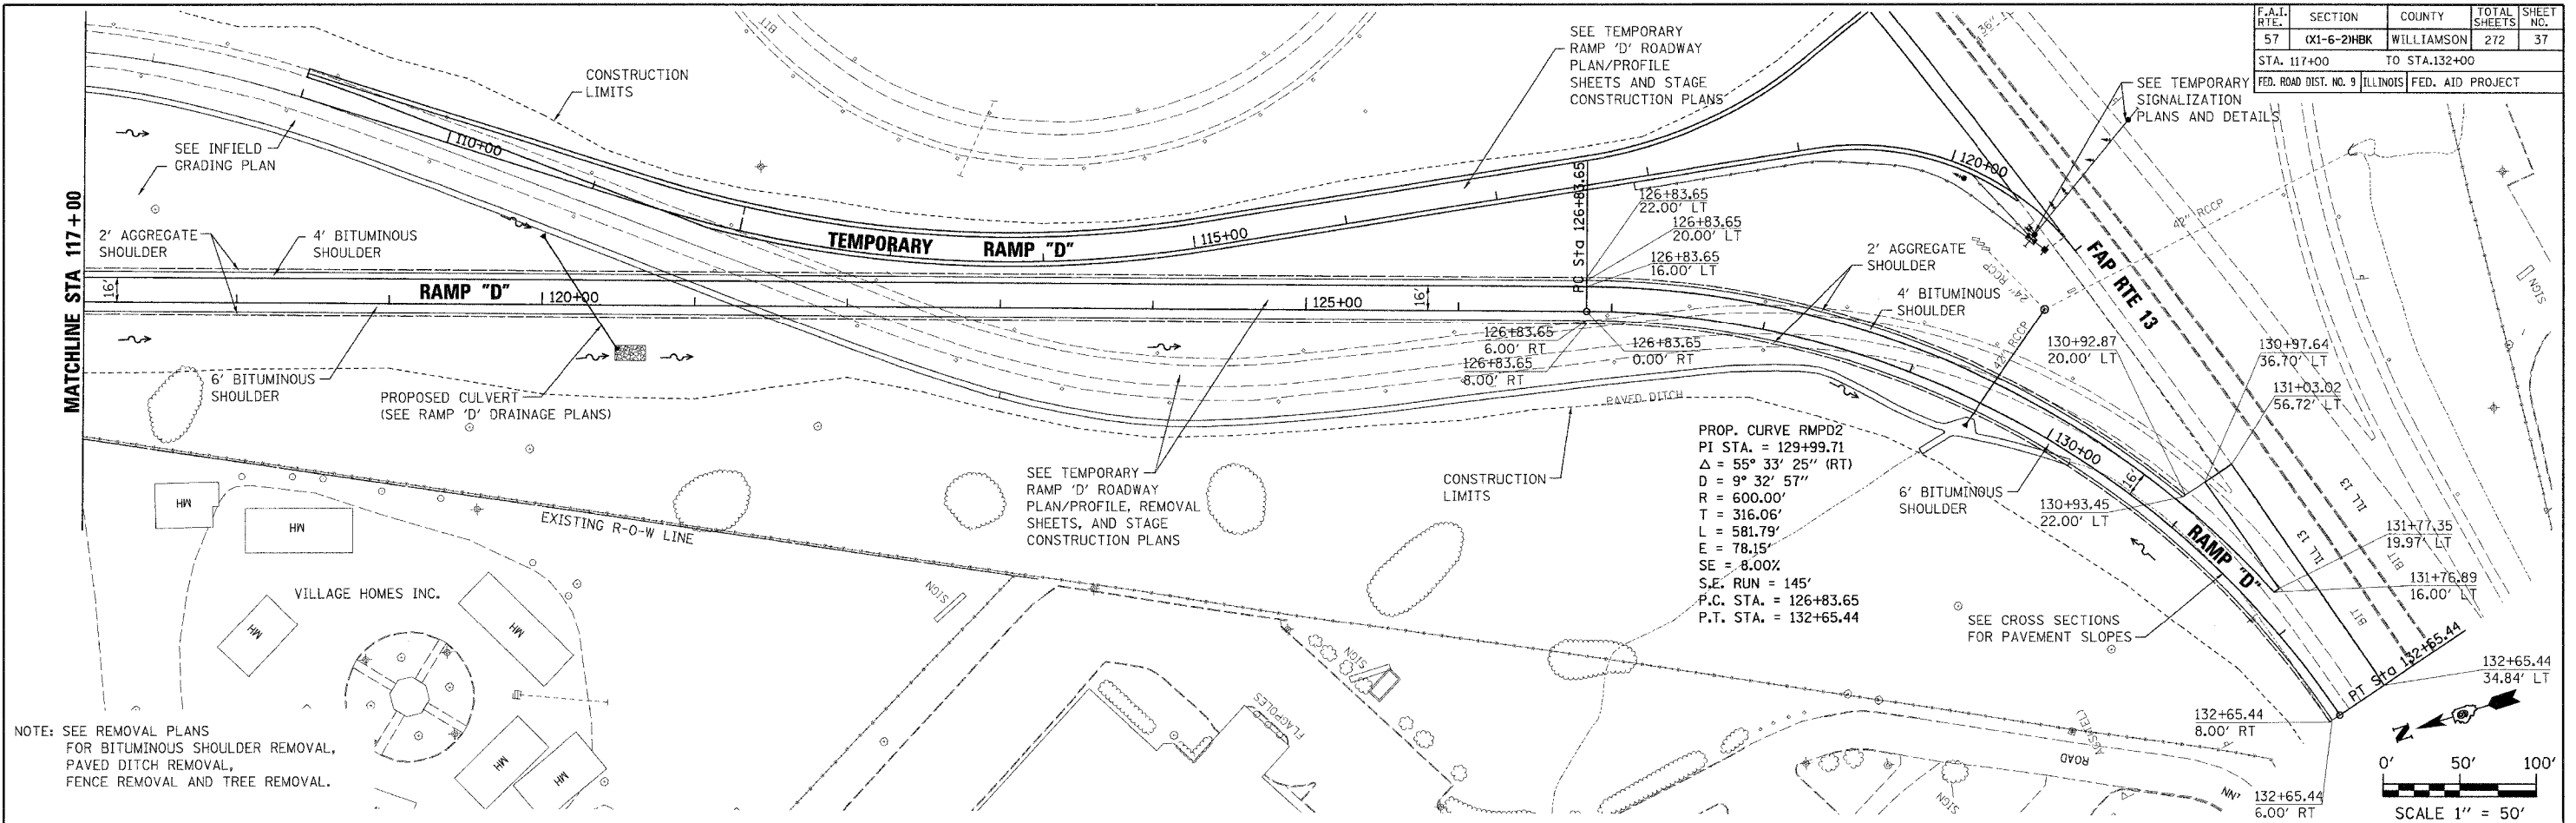 F.A.I. RTE. SECTION COUNTY TOTAL SHEETS SHEET NO.
57 (X1-6-2)HBK WILLIAMSON 272 37
STA. 117+00 TO STA.132+00
FED. ROAD DIST. NO. 9 ILLINOIS FED. AID PROJECT
BIT
CONSTRUCTION
LIMITS
SEE TEMPORARY
RAMP 'D' ROADWAY
PLAN/PROFILE
SHEETS AND STAGE
CONSTRUCTION PLANS
36"
SEE TEMPORARY
SIGNALIZATION
PLANS AND DETAILS
SEE INFIELD
GRADING PLAN
110+00
120+00
MATCHLINE STA 117+00
2' AGGREGATE
SHOULDER
4' BITUMINOUS
SHOULDER
TEMPORARY RAMP "D"
115+00
PC Sta 126+83.65
126+83.65
22.00' LT
126+83.65
20.00' LT
126+83.65
16.00' LT
2' AGGREGATE
SHOULDER
4' BITUMINOUS
SHOULDER
24" RCCP
42" RCCP
42" RCCP
FAP RTE 13
SIGN
16'
RAMP "D"
120+00
125+00
16'
126+83.65
6.00' RT
126+83.65
8.00' RT
126+83.65
0.00' RT
130+92.87
20.00' LT
130+97.64
36.70' LT
131+03.02
56.72' LT
6' BITUMINOUS
SHOULDER
PROPOSED CULVERT
(SEE RAMP 'D' DRAINAGE PLANS)
PAVED DITCH
PROP. CURVE RMPD2
PI STA. = 129+99.71
Δ = 55° 33' 25" (RT)
D = 9° 32' 57"
R = 600.00'
T = 316.06'
L = 581.79'
E = 78.15'
SE = 8.00%
S.E. RUN = 145'
P.C. STA. = 126+83.65
P.T. STA. = 132+65.44
130+00
16'
SEE TEMPORARY
RAMP 'D' ROADWAY
PLAN/PROFILE, REMOVAL
SHEETS, AND STAGE
CONSTRUCTION PLANS
CONSTRUCTION
LIMITS
6' BITUMINOUS
SHOULDER
130+93.45
22.00' LT
ILL 13
ILL 13
BIT
BIT
RAMP "D"
131+77.35
19.97' LT
131+76.89
16.00' LT
MH
MH
EXISTING R-O-W LINE
VILLAGE HOMES INC.
MH
MH
MH
MH
SIGN
SIGN
FLAGPOLES
SEE CROSS SECTIONS
FOR PAVEMENT SLOPES
PT Sta 132+65.44
132+65.44
34.84' LT
132+65.44
8.00' RT
132+65.44
6.00' RT
ROAD
SIGN
NOTE: SEE REMOVAL PLANS
FOR BITUMINOUS SHOULDER REMOVAL,
PAVED DITCH REMOVAL,
FENCE REMOVAL AND TREE REMOVAL.
N
0' 50' 100'
SCALE 1" = 50'